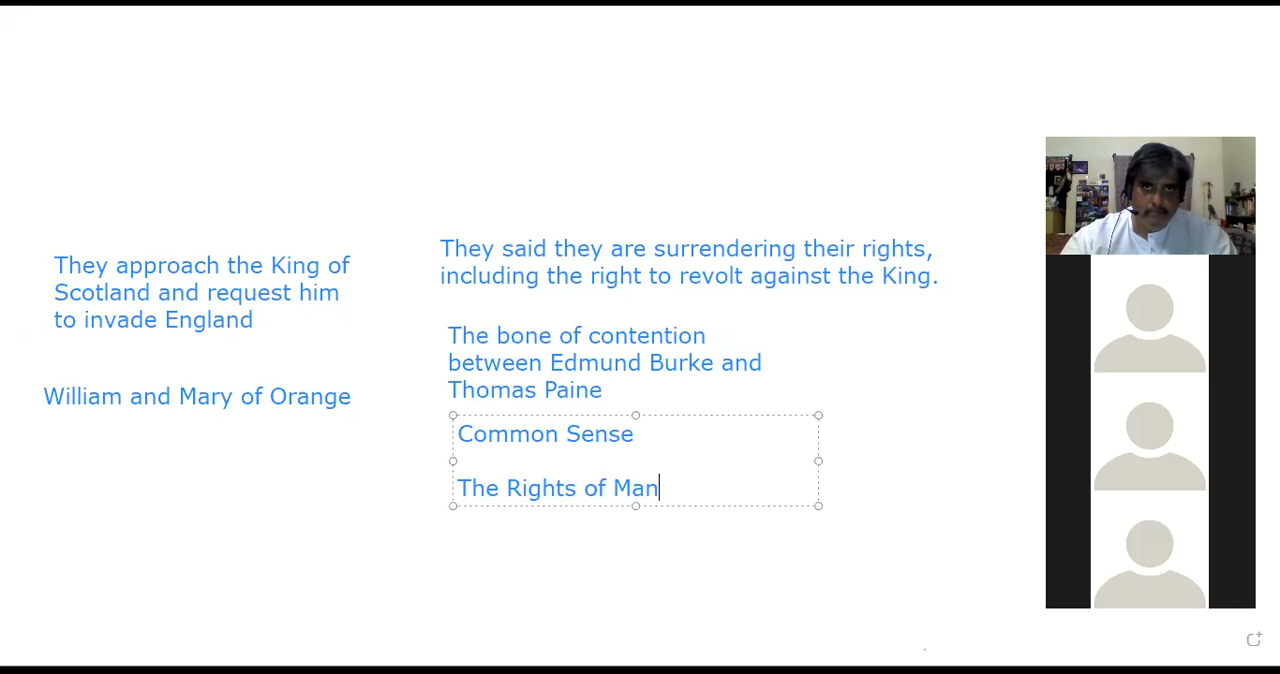 They approach the King of
Scotland and request him
to invade England
William and Mary of Orange
They said they are surrendering their rights,
including the right to revolt against the King.
The bone of contention
between Edmund Burke and
Thomas Paine
Common Sense
The Rights of Man